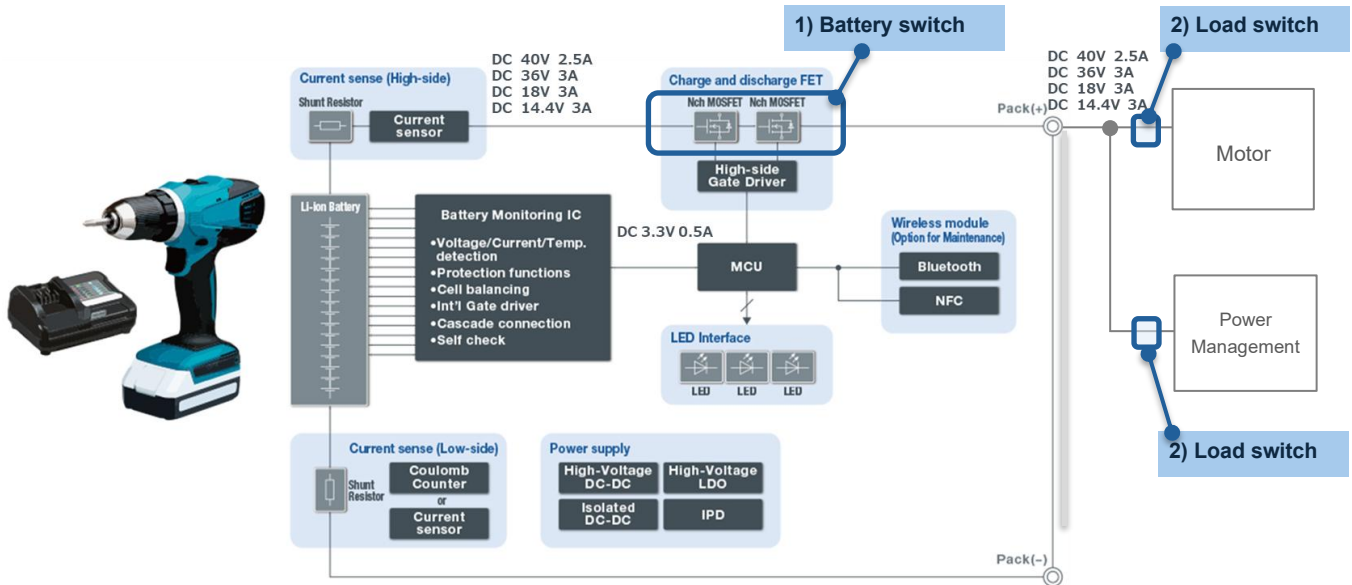 1) Battery switch
2) Load switch
Current sense (High-side)
Shunt Resistor
Current
sensor
DC 40V 2.5A
DC 36V 3A
DC 18V 3A
DC 14.4V 3A
Charge and discharge FET
Nch MOSFET Nch MOSFET
High-side
Gate Driver
DC 40V 2.5A
DC 36V 3A
DC 18V 3A
DC 14.4V 3A
Pack(+)
Motor
Li-ion Battery
Battery Monitoring IC
•Voltage/Current/Temp.
detection
•Protection functions
•Cell balancing
•Int'l Gate driver
•Cascade connection
•Self check
DC 3.3V 0.5A
MCU
Wireless module
(Option for Maintenance)
Bluetooth
NFC
LED Interface
LED LED LED
Power
Management
2) Load switch
Current sense (Low-side)
Shunt
Resistor
Coulomb
Counter
or
Current
sensor
Power supply
High-Voltage
DC-DC
High-Voltage
LDO
Isolated
DC-DC
IPD
Pack(−)